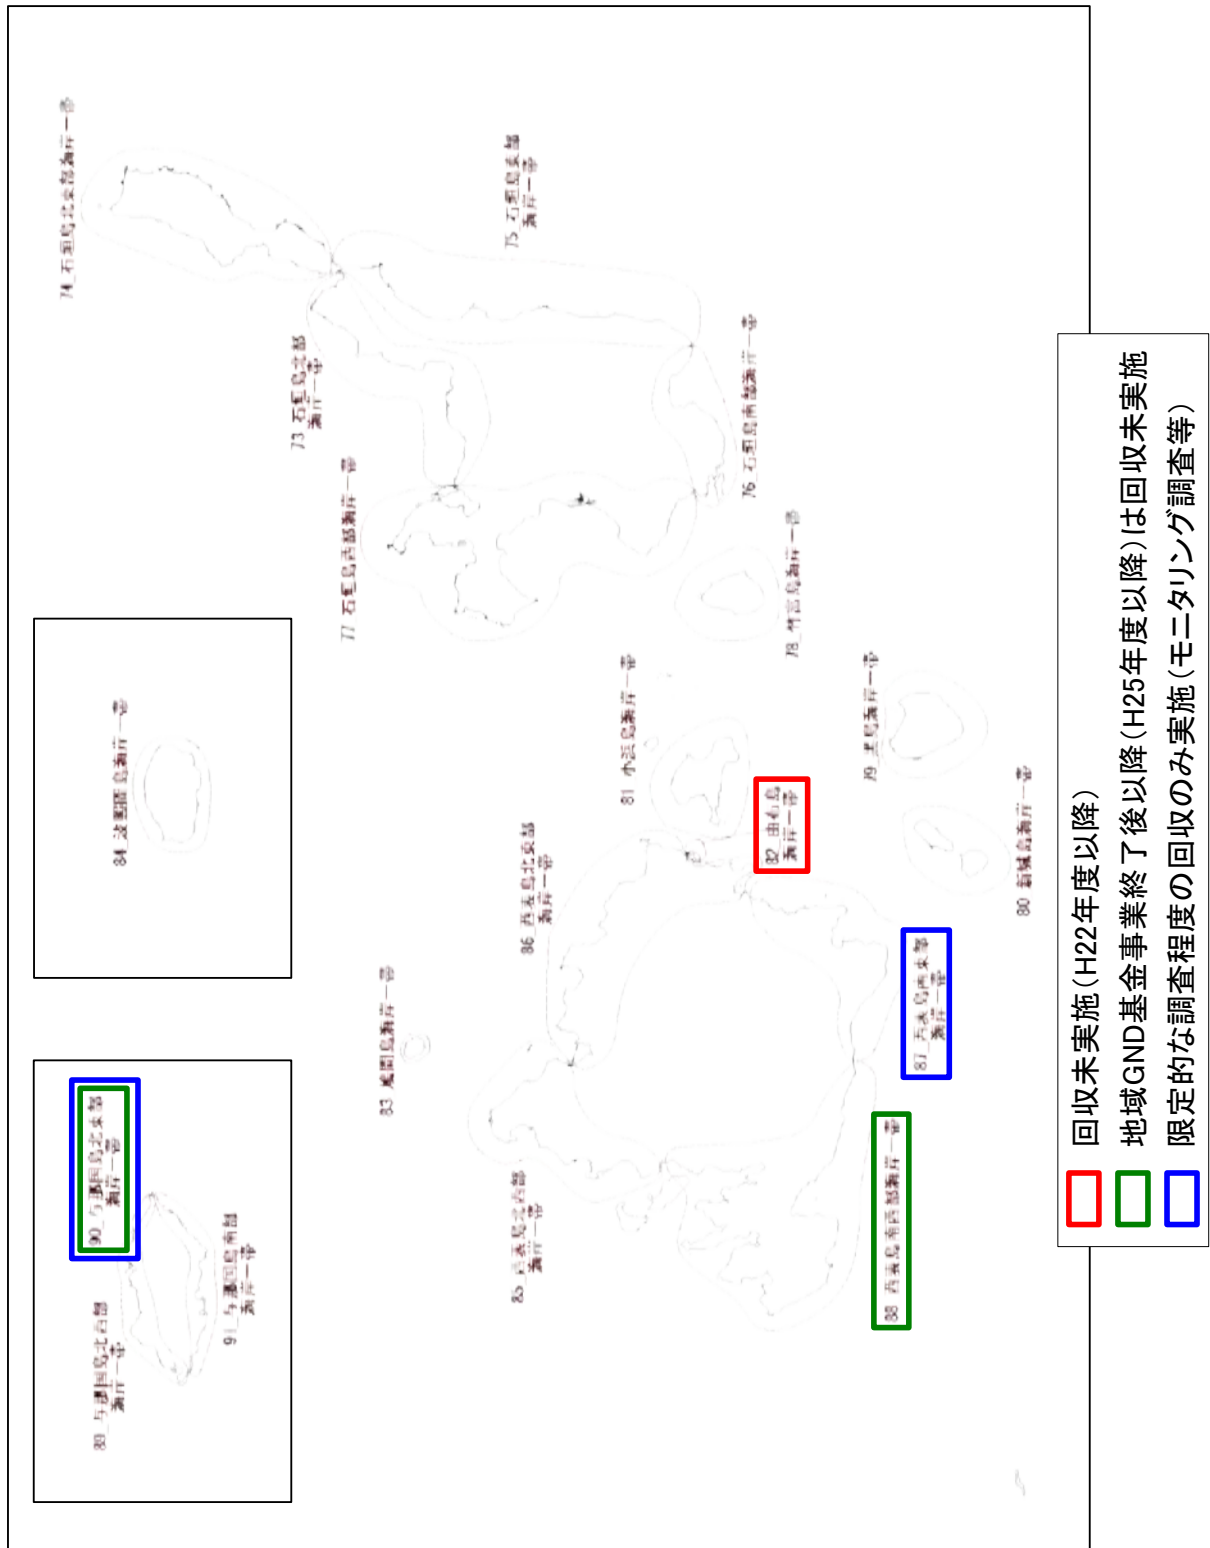 74_石垣島北東部海岸一帯
75_石垣島東部
海岸一帯
73_石垣島北部
海岸一帯
76_石垣島南部海岸一帯
77_石垣島西部海岸一帯
78_竹富島海岸一帯
84_波照間島海岸一帯
81_小浜島海岸一帯
79_黒島海岸一帯
82_由布島
海岸一帯
80_新城島海岸一帯
86_西表島北東部
海岸一帯
83_鳩間島海岸一帯
87_西表島南東部
海岸一帯
90_与那国島北東部
海岸一帯
85_西表島北西部
海岸一帯
88_西表島南西部海岸一帯
91_与那国島南部
海岸一帯
89_与那国島北西部
海岸一帯
回収未実施(H22年度以降)
地域GND基金事業終了後以降(H25年度以降)は回収未実施
限定的な調査程度の回収のみ実施(モニタリング調査等)